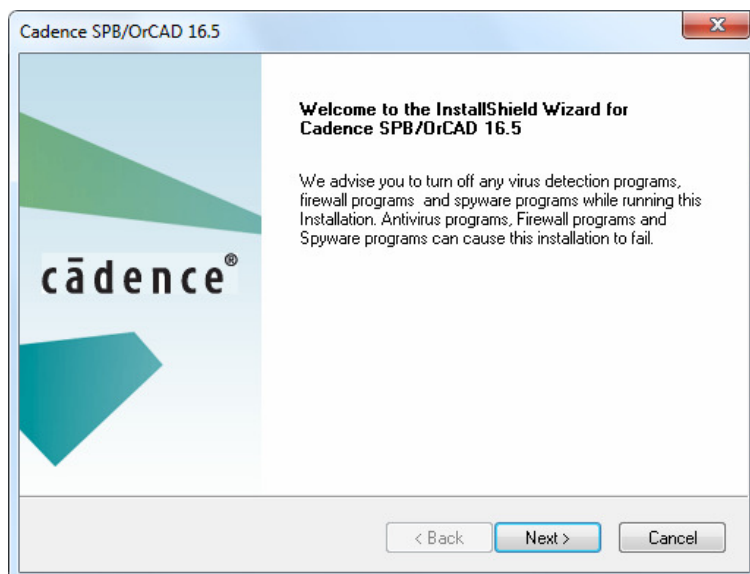 Cadence SPB/OrCAD 16.5
Welcome to the InstallShield Wizard for
Cadence SPB/OrCAD 16.5
We advise you to turn off any virus detection programs,
firewall programs  and spyware programs while running this
Installation. Antivirus programs, Firewall programs and
Spyware programs can cause this installation to fail.
cādence®
< Back
Next >
Cancel